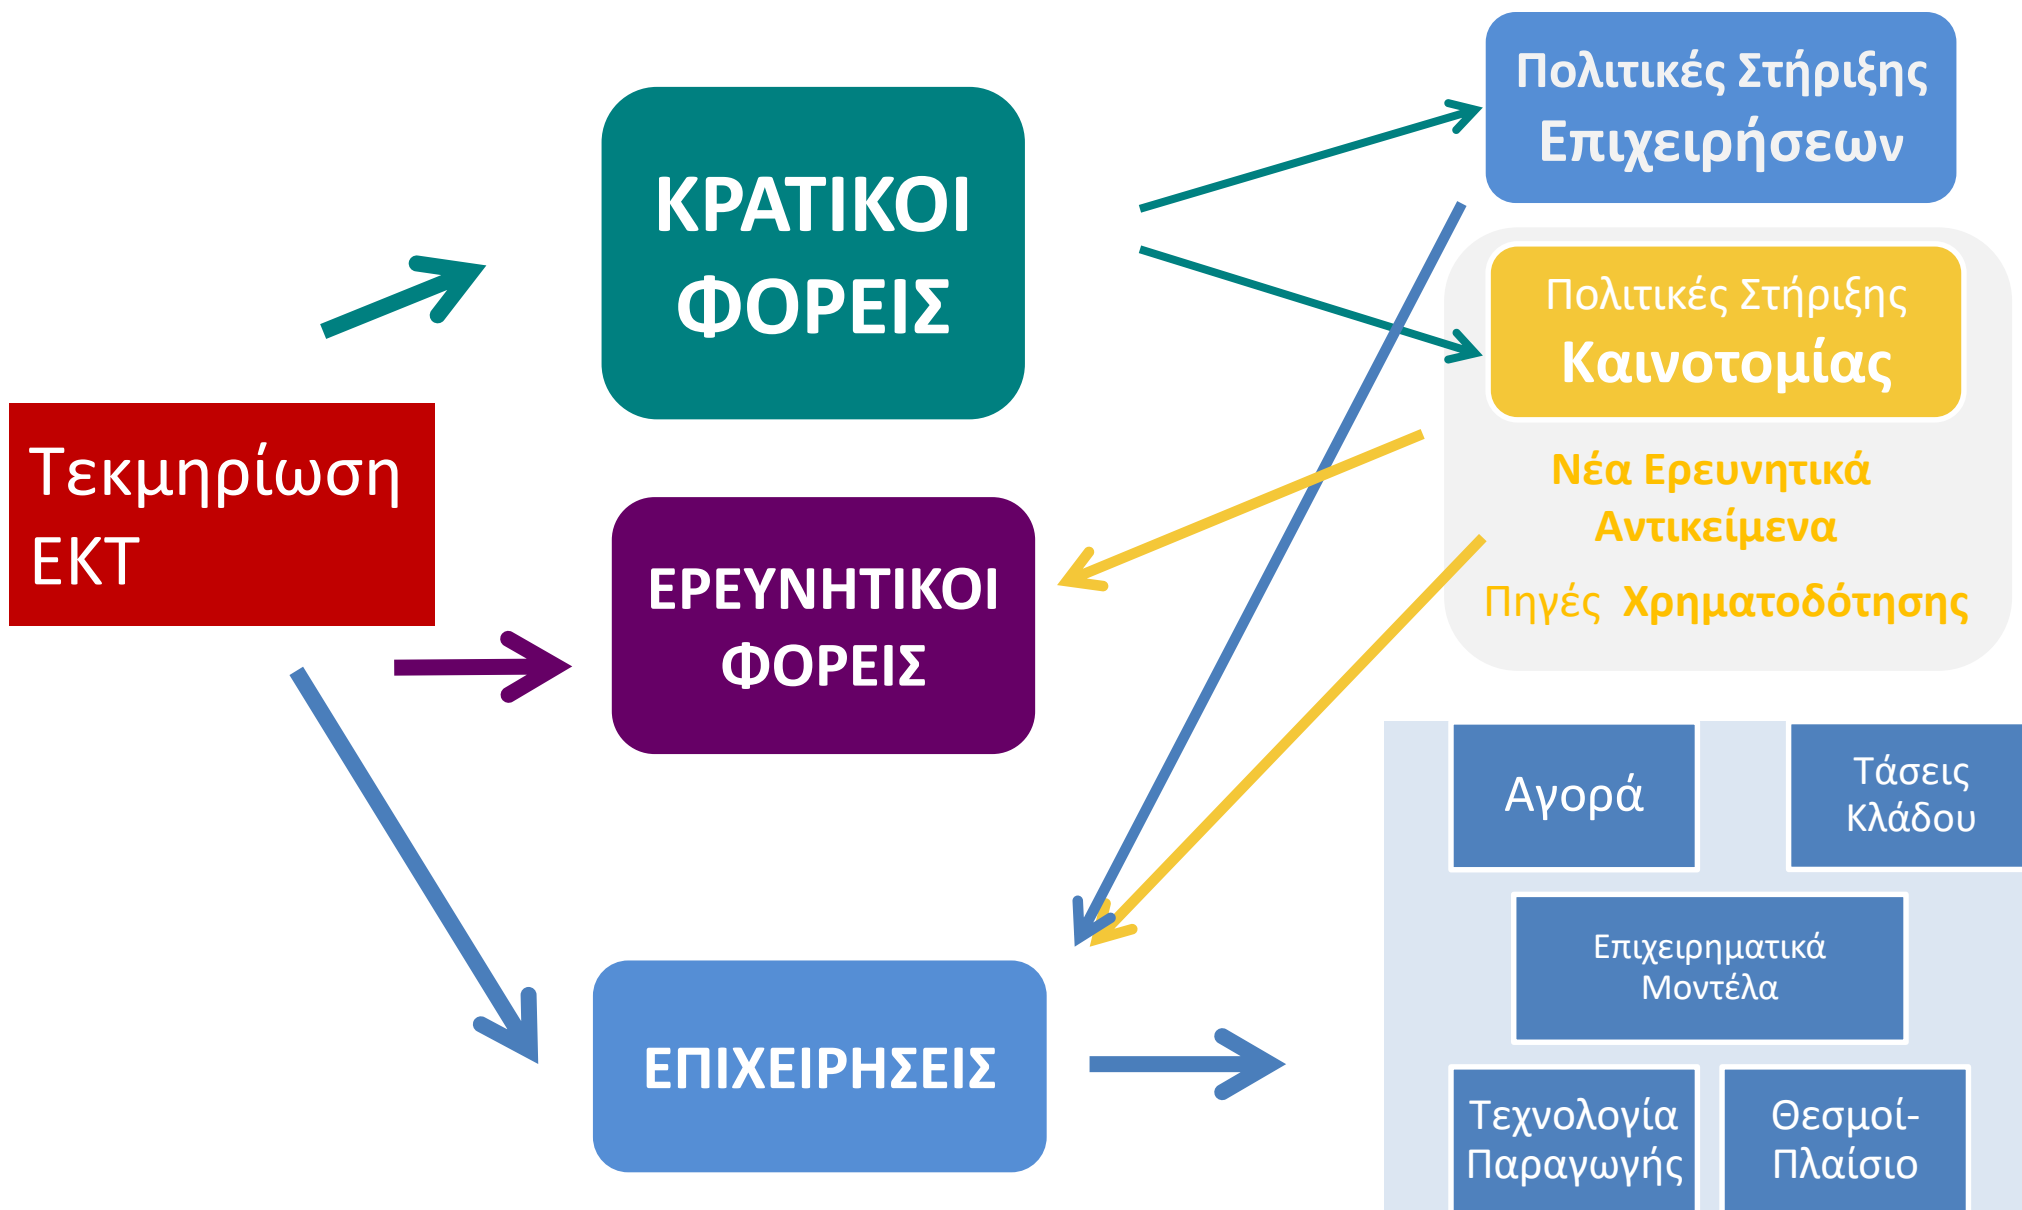 Τεκμηρίωση
ΕΚΤ
ΚΡΑΤΙΚΟΙ
ΦΟΡΕΙΣ
ΕΡΕΥΝΗΤΙΚΟΙ
ΦΟΡΕΙΣ
ΕΠΙΧΕΙΡΗΣΕΙΣ
Πολιτικές Στήριξης
Επιχειρήσεων
Πολιτικές Στήριξης
Καινοτομίας
Νέα Ερευνητικά
Αντικείμενα
Πηγές Χρηματοδότησης
Αγορά
Τάσεις
Κλάδου
Επιχειρηματικά
Μοντέλα
Τεχνολογία
Παραγωγής
Θεσμοί-
Πλαίσιο